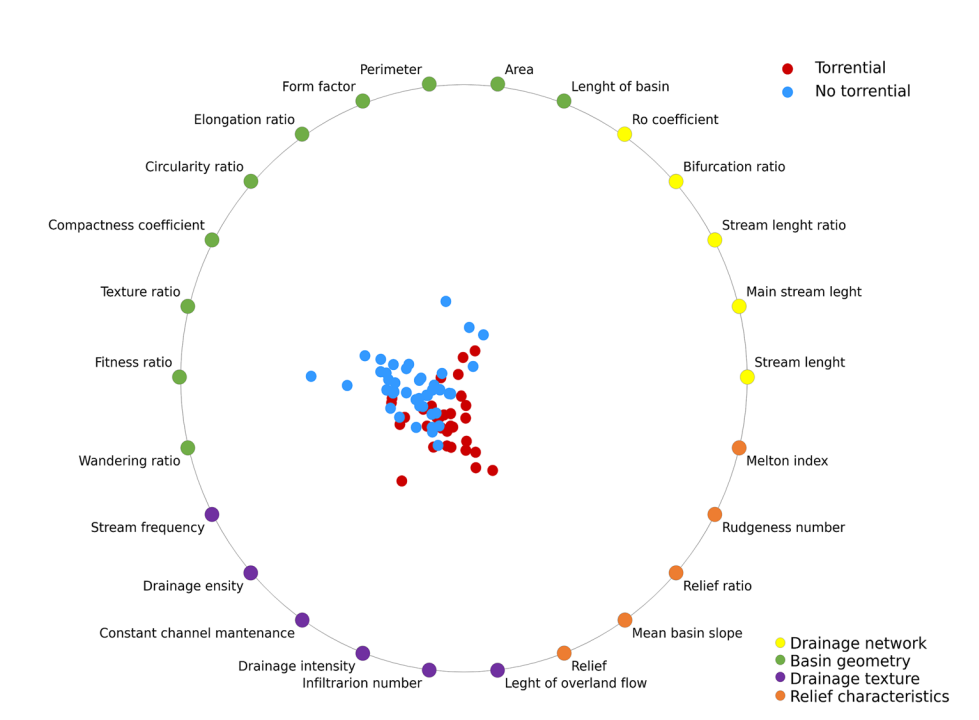 Perimeter
Area
Form factor
Lenght of basin
Torrential
No torrential
Elongation ratio
Ro coefficient
Circularity ratio
Bifurcation ratio
Compactness coefficient
Stream lenght ratio
Texture ratio
Main stream leght
Fitness ratio
Stream lenght
Wandering ratio
Melton index
Stream frequency
Rudgeness number
Drainage ensity
Relief ratio
Constant channel mantenance
Mean basin slope
Drainage intensity
Relief
Infiltrarion number
Leght of overland flow
Drainage network
Basin geometry
Drainage texture
Relief characteristics